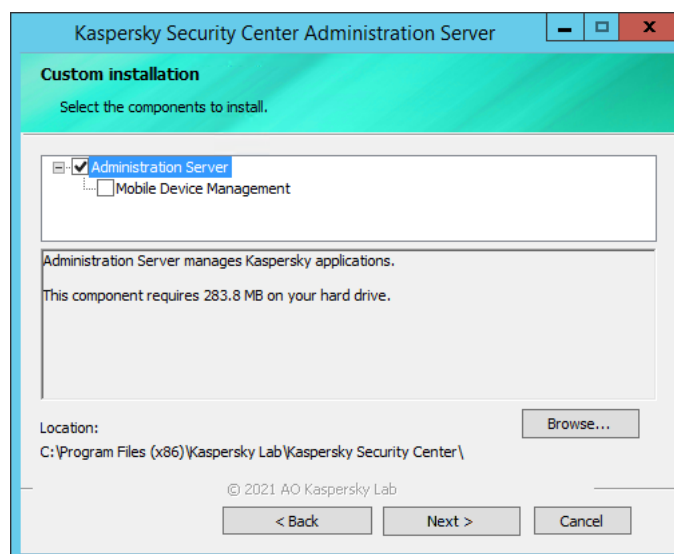 Kaspersky Security Center Administration Server
Custom installation
Select the components to install.
Administration Server
Mobile Device Management
Administration Server manages Kaspersky applications.
This component requires 283.8 MB on your hard drive.
Browse...
Location:
C:\Program Files (x86)\Kaspersky Lab\Kaspersky Security Center\
© 2021 AO Kaspersky Lab
< Back
Next >
Cancel